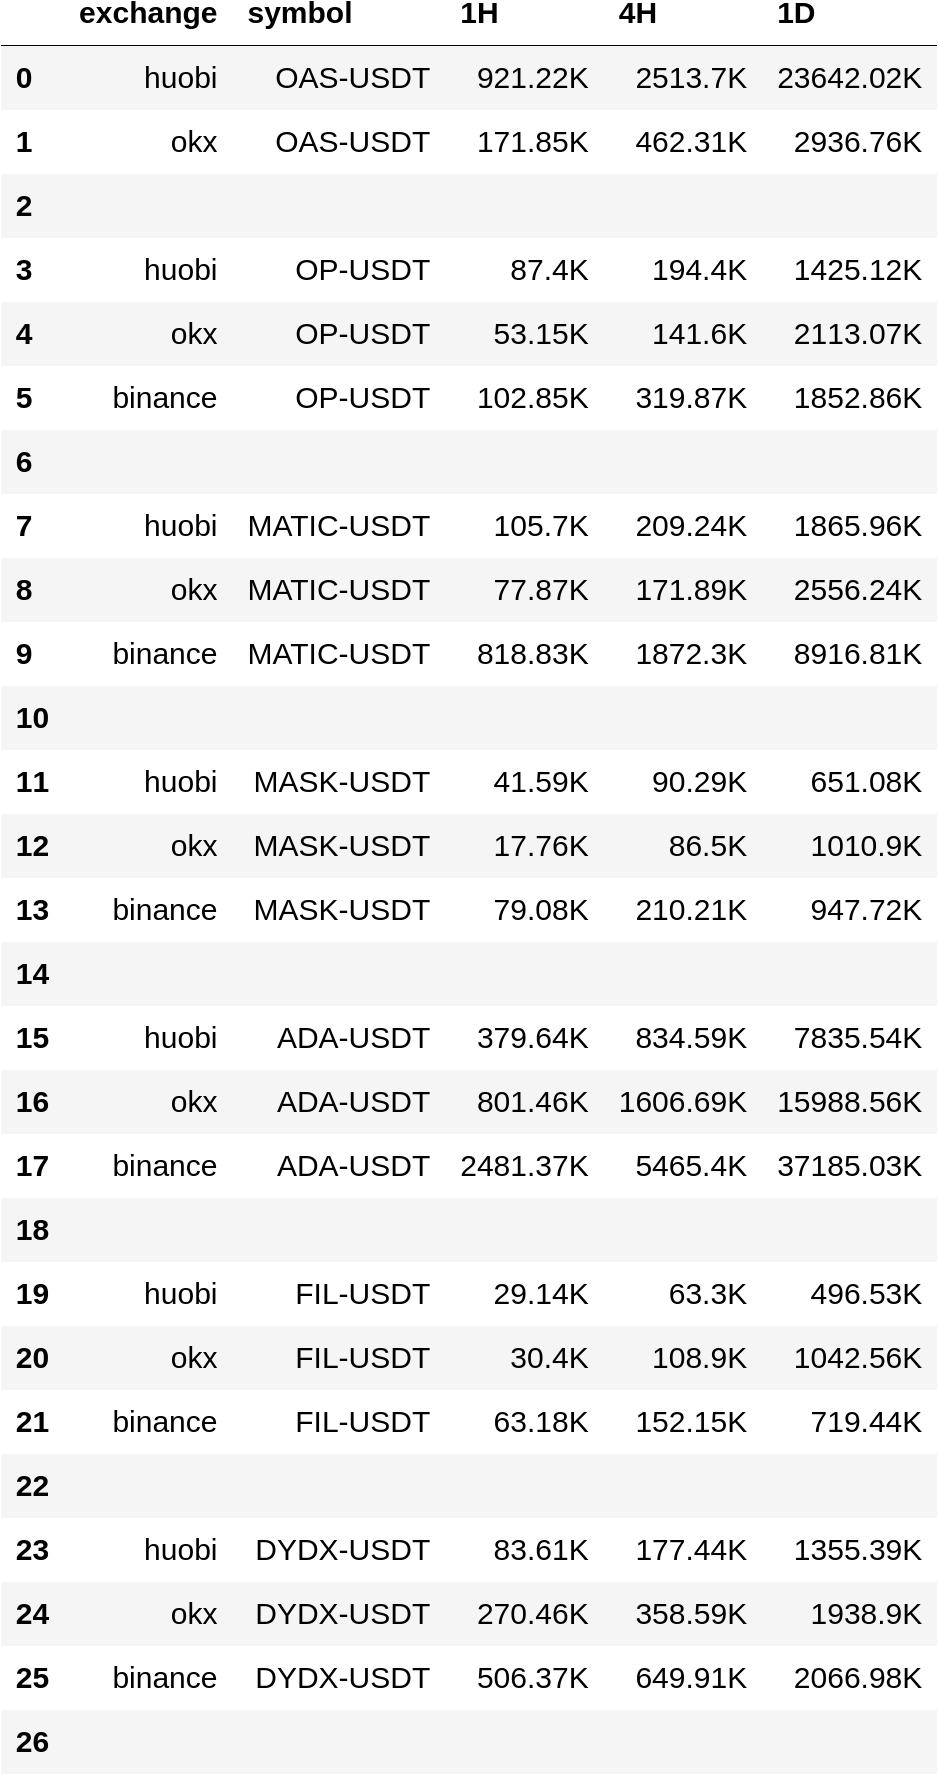 exchange symbol 1H 4H 1D
0 huobi OAS-USDT 921.22K 2513.7K 23642.02K
1 okx OAS-USDT 171.85K 462.31K 2936.76K
2
3 huobi OP-USDT 87.4K 194.4K 1425.12K
4 okx OP-USDT 53.15K 141.6K 2113.07K
5 binance OP-USDT 102.85K 319.87K 1852.86K
6
7 huobi MATIC-USDT 105.7K 209.24K 1865.96K
8 okx MATIC-USDT 77.87K 171.89K 2556.24K
9 binance MATIC-USDT 818.83K 1872.3K 8916.81K
10
11 huobi MASK-USDT 41.59K 90.29K 651.08K
12 okx MASK-USDT 17.76K 86.5K 1010.9K
13 binance MASK-USDT 79.08K 210.21K 947.72K
14
15 huobi ADA-USDT 379.64K 834.59K 7835.54K
16 okx ADA-USDT 801.46K 1606.69K 15988.56K
17 binance ADA-USDT 2481.37K 5465.4K 37185.03K
18
19 huobi FIL-USDT 29.14K 63.3K 496.53K
20 okx FIL-USDT 30.4K 108.9K 1042.56K
21 binance FIL-USDT 63.18K 152.15K 719.44K
22
23 huobi DYDX-USDT 83.61K 177.44K 1355.39K
24 okx DYDX-USDT 270.46K 358.59K 1938.9K
25 binance DYDX-USDT 506.37K 649.91K 2066.98K
26